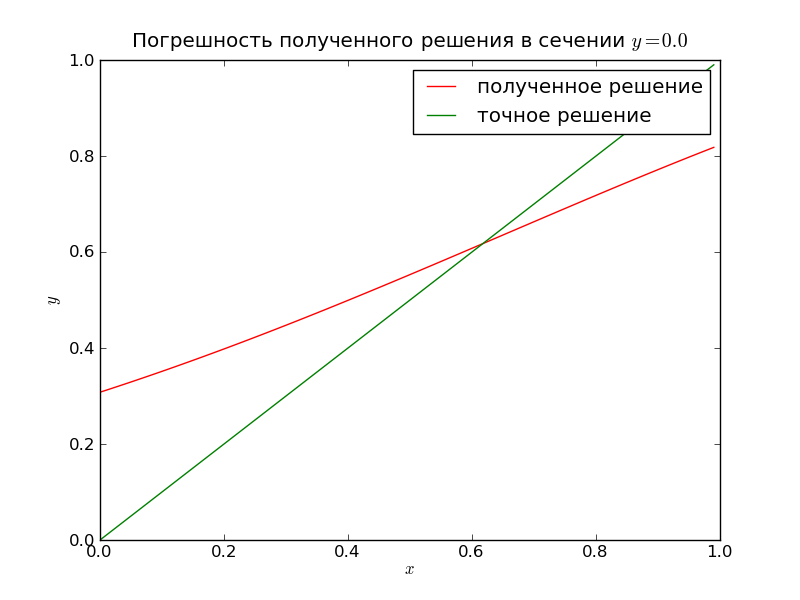 Погрешность полученного решения в сечении y=0.0
полученное решение
точное решение
1.0
0.8
0.6
0.4
0.2
0.0
y
0.0 0.2 0.4 0.6 0.8 1.0
x